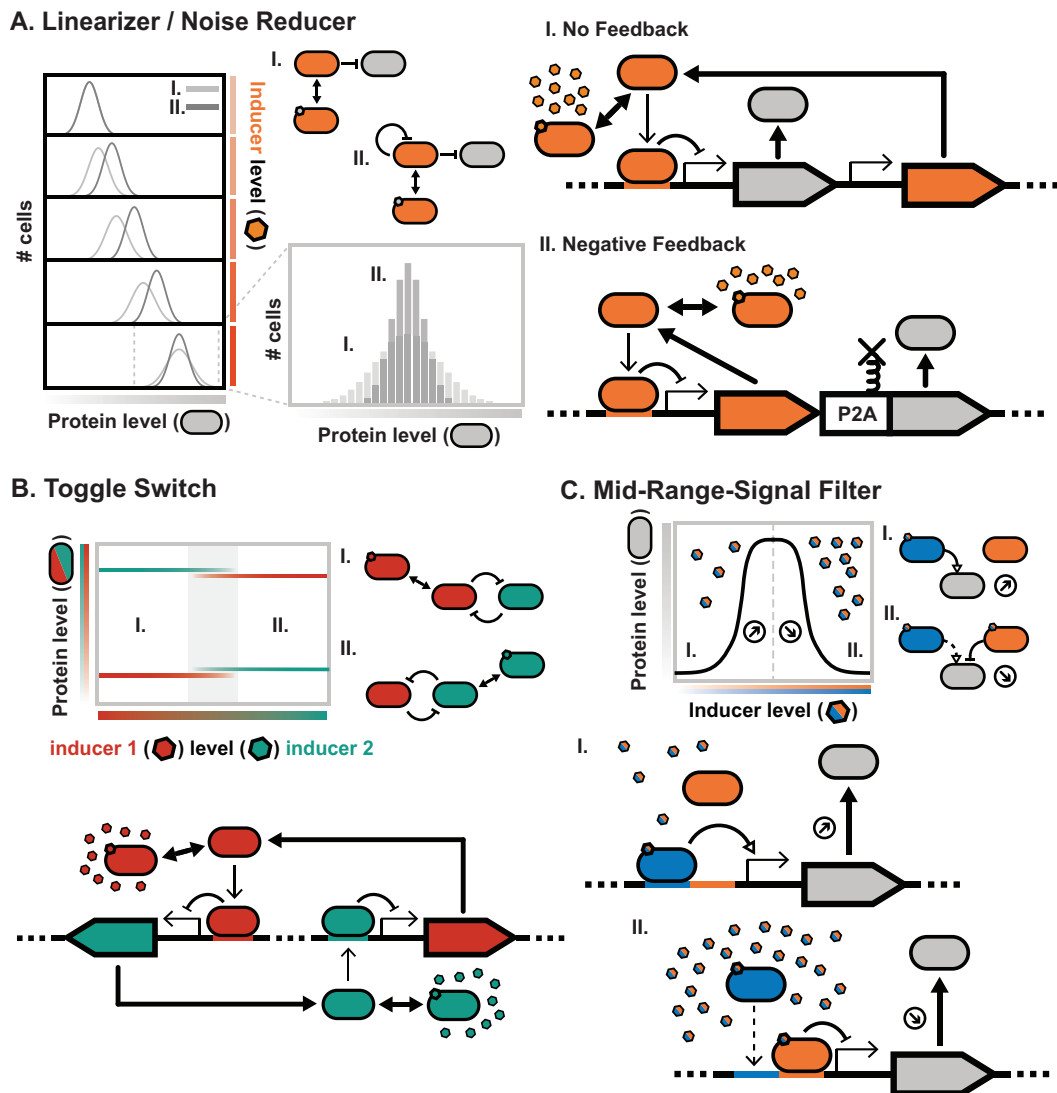 A. Linearizer / Noise Reducer
I.
II.
# cells
Inducer level ( )
Protein level ( )
I.
II.
# cells
II.
I.
Protein level ( )
I. No Feedback
II. Negative Feedback
P2A
B. Toggle Switch
Protein level ( )
I.
II.
inducer 1 ( ) level ( ) inducer 2
I.
II.
C. Mid-Range-Signal Filter
Protein level ( )
I.
II.
Inducer level ( )
I.
II.
I.
II.